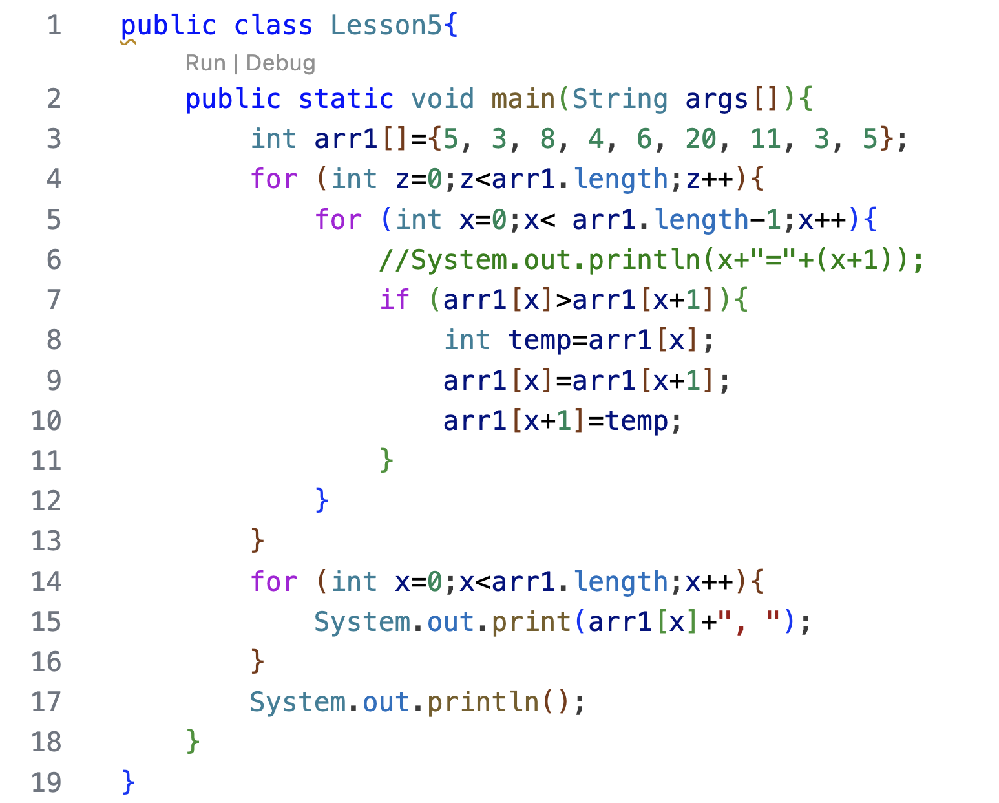 1 public class Lesson5{
Run | Debug
2 public static void main(String args[]){
3 int arr1[]={5, 3, 8, 4, 6, 20, 11, 3, 5};
4 for (int z=0;z<arr1.length;z++){
5 for (int x=0;x< arr1.length-1;x++){
6 //System.out.println(x+"="+(x+1));
7 if (arr1[x]>arr1[x+1]){
8 int temp=arr1[x];
9 arr1[x]=arr1[x+1];
10 arr1[x+1]=temp;
11 }
12 }
13 }
14 for (int x=0;x<arr1.length;x++){
15 System.out.print(arr1[x]+", ");
16 }
17 System.out.println();
18 }
19 }